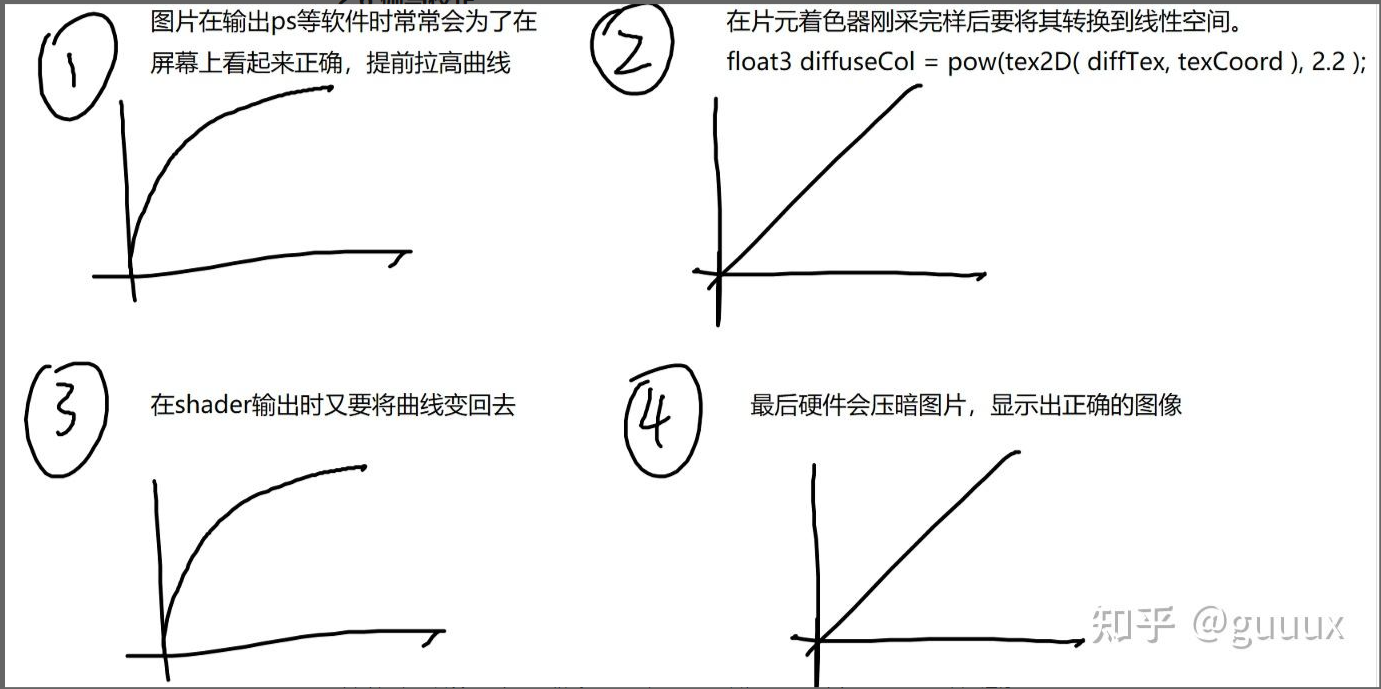 1
图片在输出ps等软件时常常会为了在
屏幕上看起来正确，提前拉高曲线
2
在片元着色器刚采完样后要将其转换到线性空间。
float3 diffuseCol = pow(tex2D( diffTex, texCoord ), 2.2 );
3
在shader输出时又要将曲线变回去
4
最后硬件会压暗图片，显示出正确的图像
知乎 @guuux